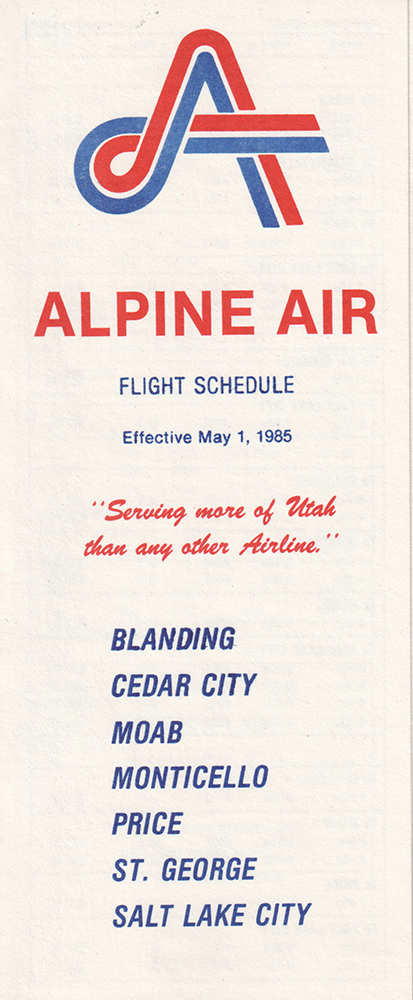 ALPINE AIR
FLIGHT SCHEDULE
Effective May 1, 1985
"Serving more of Utah
than any other Airline."
BLANDING
CEDAR CITY
MOAB
MONTICELLO
PRICE
ST. GEORGE
SALT LAKE CITY